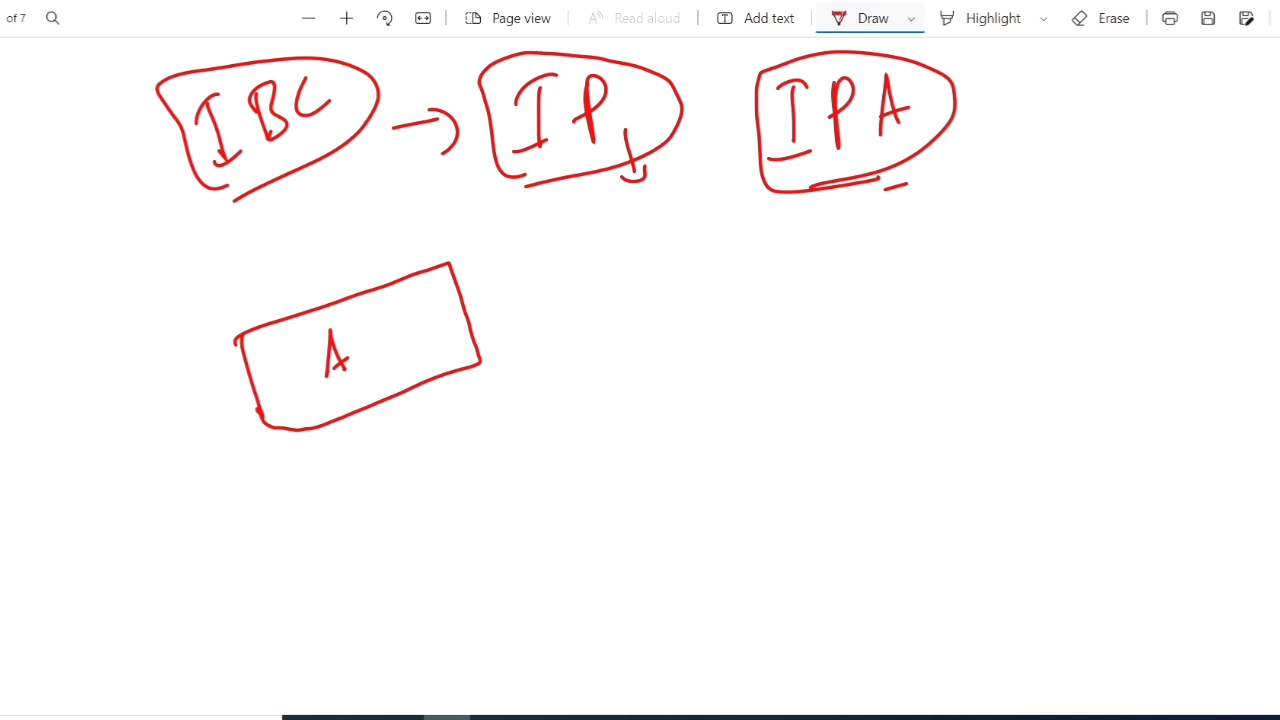 of 7 Page view Read aloud Add text Draw Highlight Erase
IBC → IP IPA
A